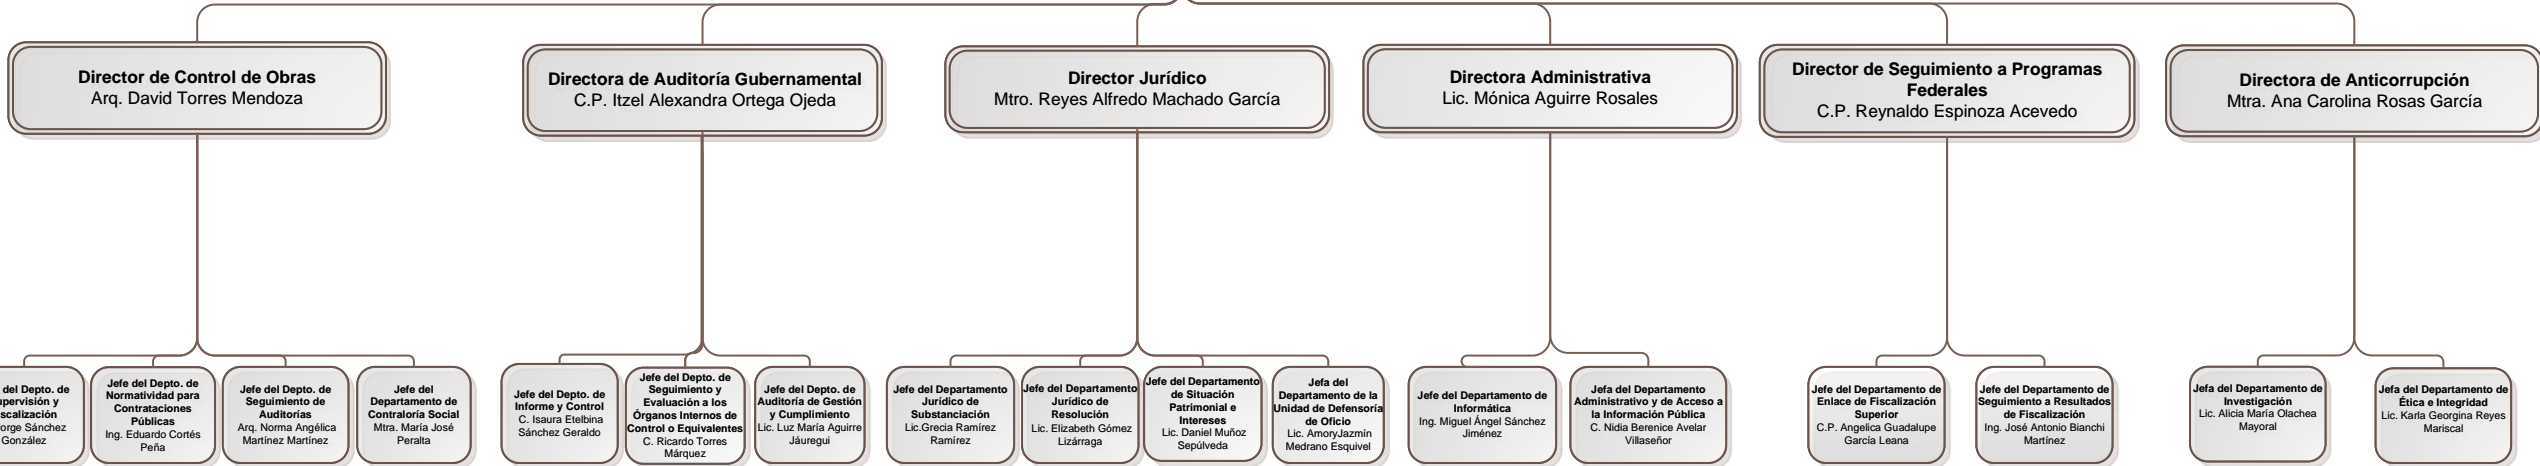 Director de Control de Obras
Arq. David Torres Mendoza
Directora de Auditoría Gubernamental
C.P. Itzel Alexandra Ortega Ojeda
Director Jurídico
Mtro. Reyes Alfredo Machado García
Directora Administrativa
Lic. Mónica Aguirre Rosales
Director de Seguimiento a Programas
Federales
C.P. Reynaldo Espinoza Acevedo
Directora de Anticorrupción
Mtra. Ana Carolina Rosas García
del Depto. de
y
Sánchez
González
Jefe del Depto. de
Normatividad para
Contrataciones
Públicas
Ing. Eduardo Cortés
Peña
Jefe del Depto. de
Seguimiento de
Auditorías
Arq. Norma Angélica
Martínez Martínez
Jefe del
Departamento de
Contraloría Social
Mtra. María José
Peralta
Jefe del Depto. de
Informe y Control
C. Isaura Etelbina
Sánchez Geraldo
Jefe del Depto. de
Seguimiento y
Evaluación a los
Órganos Internos de
Control o Equivalentes
C. Ricardo Torres
Márquez
Jefe del Depto. de
Auditoría de Gestión
y Cumplimiento
Lic. Luz María Aguirre
Jáuregui
Jefe del Departamento
Jurídico de
Substanciación
Lic.Grecia Ramírez
Ramírez
Jefe del Departamento
Jurídico de
Resolución
Lic. Elizabeth Gómez
Lizárraga
Jefe del Departamento
de Situación
Patrimonial e
Intereses
Lic. Daniel Muñoz
Sepúlveda
Jefa del
Departamento de la
Unidad de Defensoría
de Oficio
Lic. AmoryJazmín
Medrano Esquivel
Jefe del Departamento de
Informática
Ing. Miguel Ángel Sánchez
Jiménez
Jefa del Departamento
Administrativo y de Acceso a
la Información Pública
C. Nidia Berenice Avelar
Villaseñor
Jefe del Departamento de
Enlace de Fiscalización
Superior
C.P. Angelica Guadalupe
García Leana
Jefe del Departamento de
Seguimiento a Resultados
de Fiscalización
Ing. José Antonio Bianchi
Martínez
Jefa del Departamento de
Investigación
Lic. Alicia María Olachea
Mayoral
Jefa del Departamento de
Ética e Integridad
Lic. Karla Georgina Reyes
Mariscal